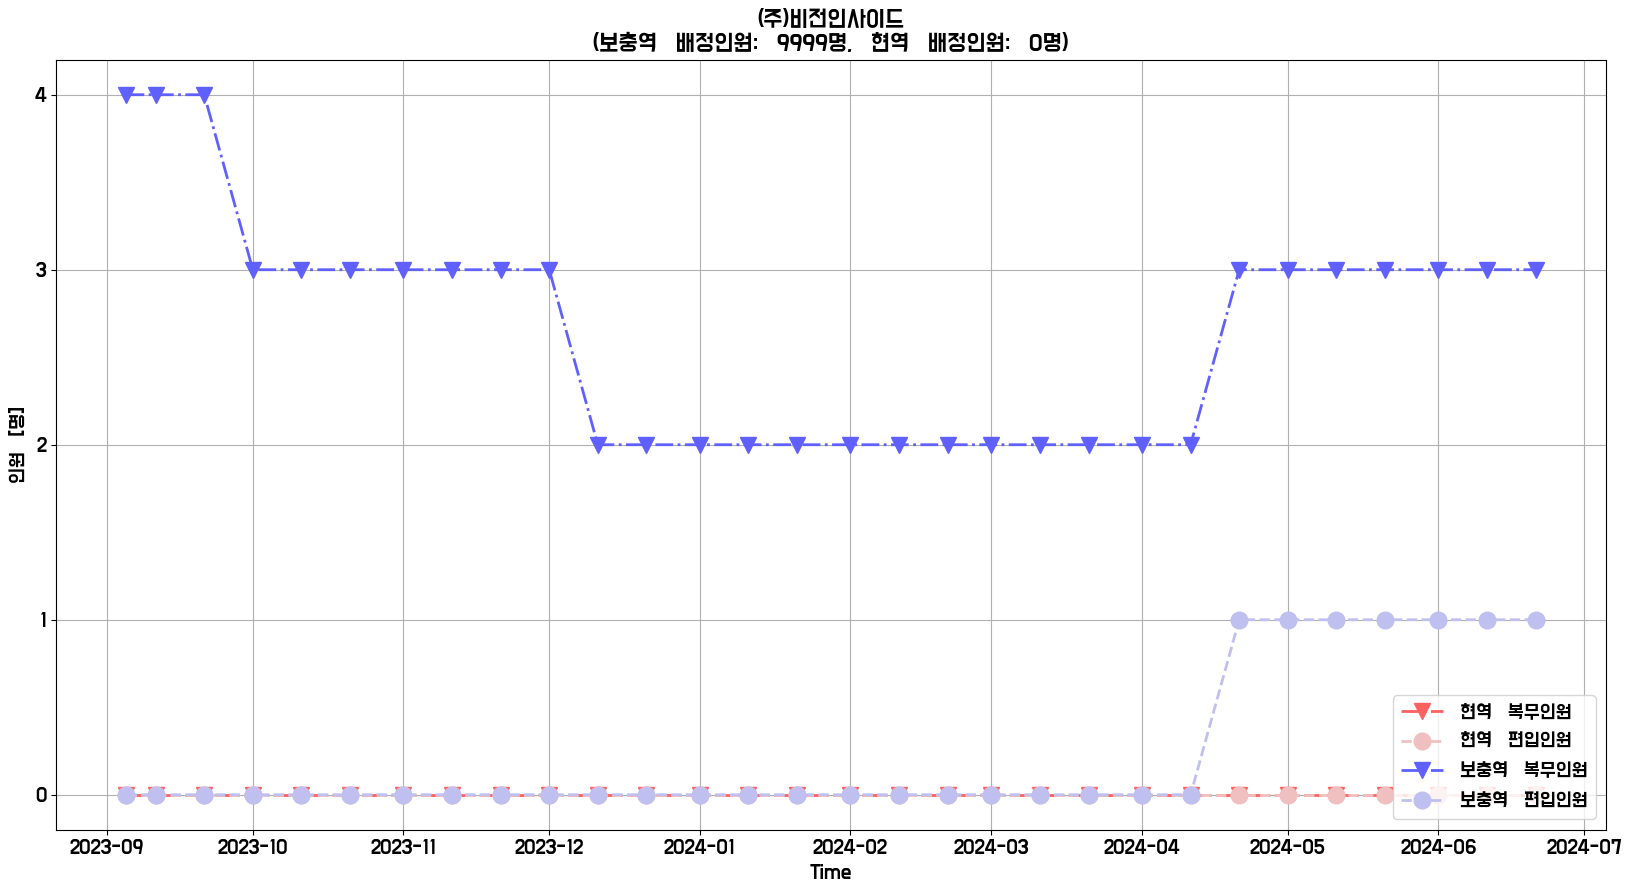 (주)비전인사이드
(보충역 배정인원: 9999명, 현역 배정인원: 0명)
4
3
2
1
0
인원 [명]
현역 복무인원
현역 편입인원
보충역 복무인원
보충역 편입인원
2023-09 2023-10 2023-11 2023-12 2024-01 2024-02 2024-03 2024-04 2024-05 2024-06 2024-07
Time